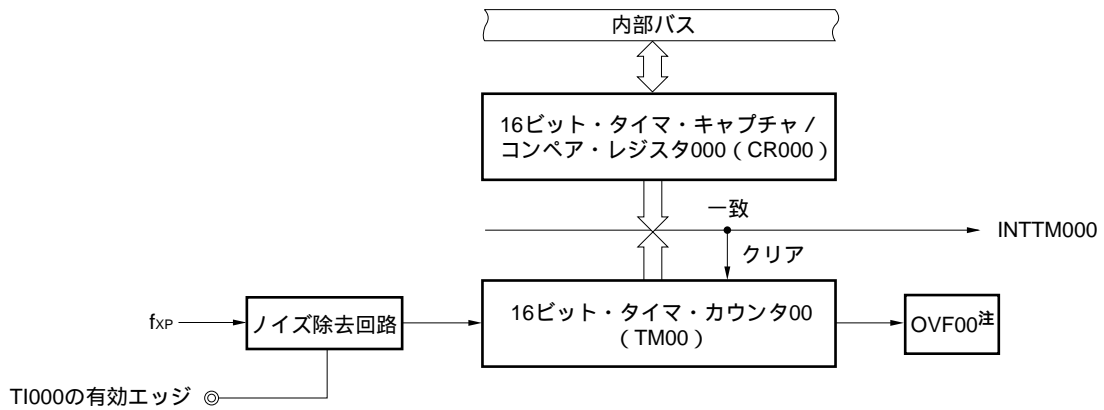 内部バス
16ビット・タイマ・キャプチャ /
コンペア・レジスタ000（CR000）
一致
INTTM000
クリア
16ビット・タイマ・カウンタ00
（TM00）
OVF00注
fXP
ノイズ除去回路
TI000の有効エッジ